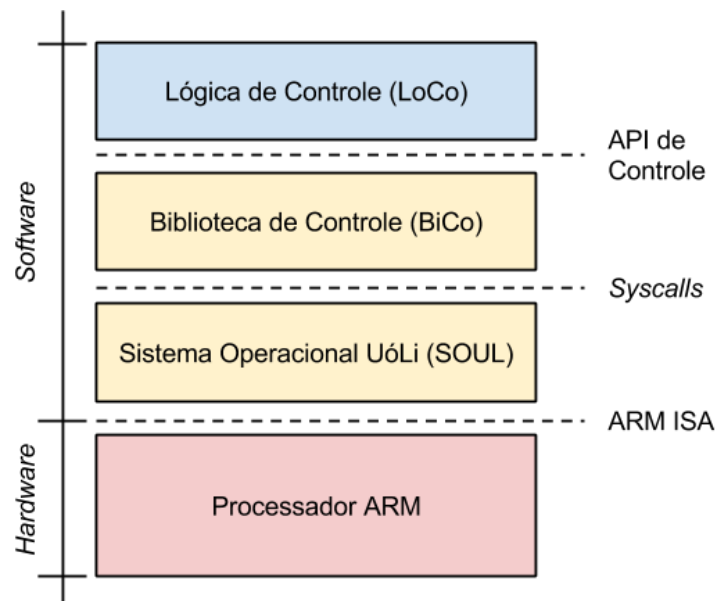 Lógica de Controle (LoCo)
API de
Controle
Software
Biblioteca de Controle (BiCo)
Syscalls
Sistema Operacional UóLi (SOUL)
ARM ISA
Hardware
Processador ARM